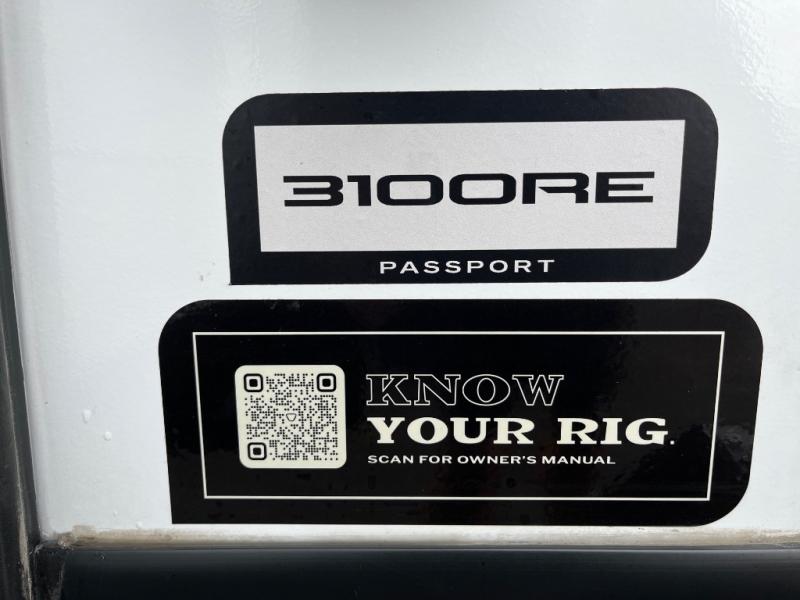 3100RE
PASSPORT
KNOW
YOUR RIG.
SCAN FOR OWNER'S MANUAL